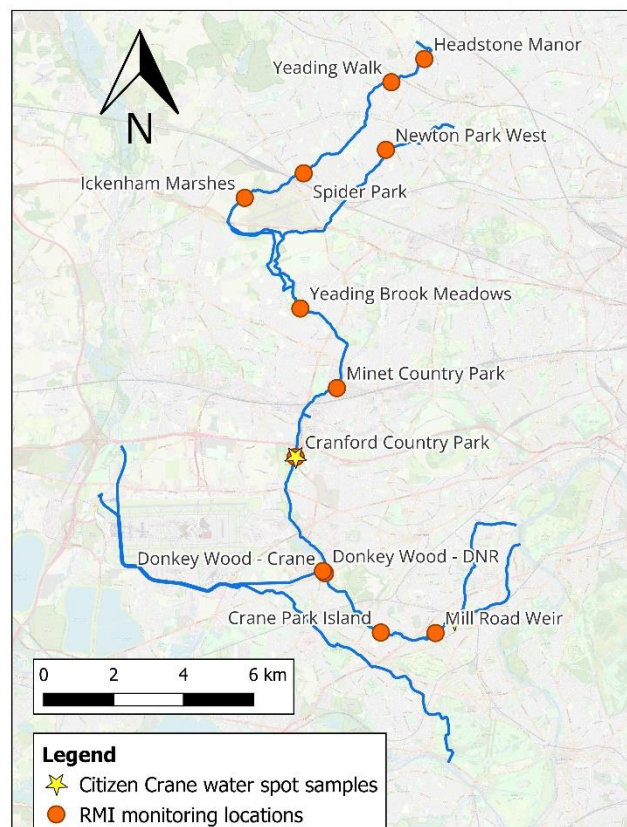 Headstone Manor
Yeading Walk
N
Newton Park West
Ickenham Marshes
Spider Park
Yeading Brook Meadows
Minet Country Park
Cranford Country Park
Donkey Wood - Crane
Donkey Wood - DNR
Crane Park Island
Mill Road Weir
0 2 4 6 km
Legend
Citizen Crane water spot samples
RMI monitoring locations